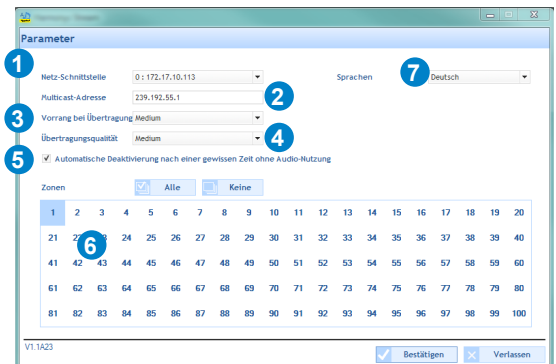 Parameter
1
Netz-Schnittstelle 0 : 172.17.10.113 Sprachen 7 Deutsch
Multicast-Adresse 239.192.55.1 2
3 Vorrang bei Übertragung Medium
Übertragungsqualität Medium 4
5 Automatische Deaktivierung nach einer gewissen Zeit ohne Audio-Nutzung
Zonen Alle Keine
1 2 3 4 5 6 7 8 9 10 11 12 13 14 15 16 17 18 19 20
21 6 24 25 26 27 28 29 30 31 32 33 34 35 36 37 38 39 40
41 42 43 44 45 46 47 48 49 50 51 52 53 54 55 56 57 58 59 60
61 62 63 64 65 66 67 68 69 70 71 72 73 74 75 76 77 78 79 80
81 82 83 84 85 86 87 88 89 90 91 92 93 94 95 96 97 98 99 100
V1.1A23
Bestätigen Verlassen